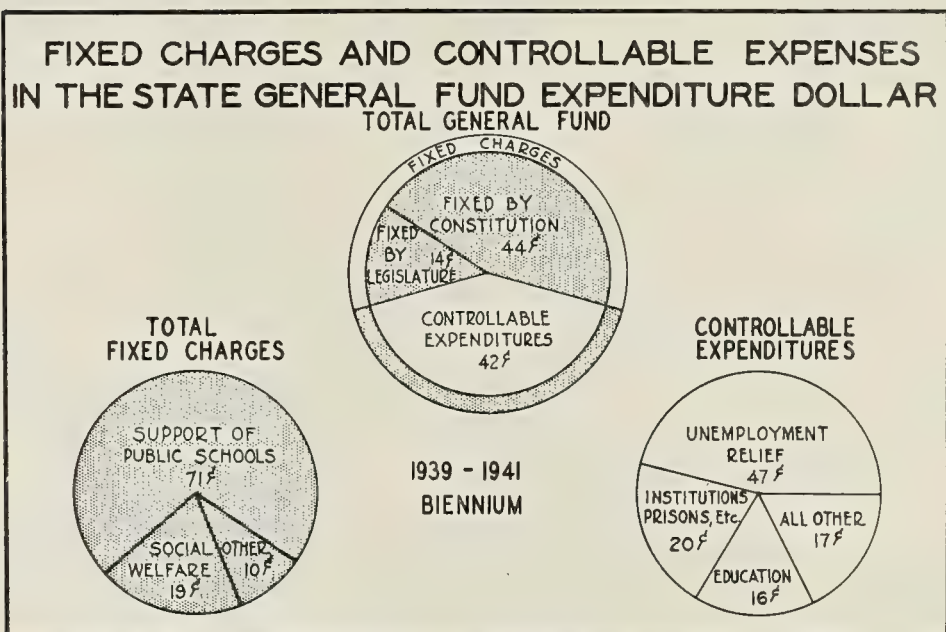 FIXED CHARGES AND CONTROLLABLE EXPENSES
IN THE STATE GENERAL FUND EXPENDITURE DOLLAR
TOTAL GENERAL FUND
FIXED CHARGES
FIXED BY
CONSTITUTION
44¢
FIXED
BY
LEGISLATURE
14¢
CONTROLLABLE
EXPENDITURES
42¢
TOTAL
FIXED CHARGES
SUPPORT OF
PUBLIC SCHOOLS
71¢
SOCIAL
WELFARE
19¢
OTHER
10¢
1939 - 1941
BIENNIUM
CONTROLLABLE
EXPENDITURES
UNEMPLOYMENT
RELIEF
47¢
INSTITUTIONS
PRISONS, Etc.
20¢
EDUCATION
16¢
ALL OTHER
17¢